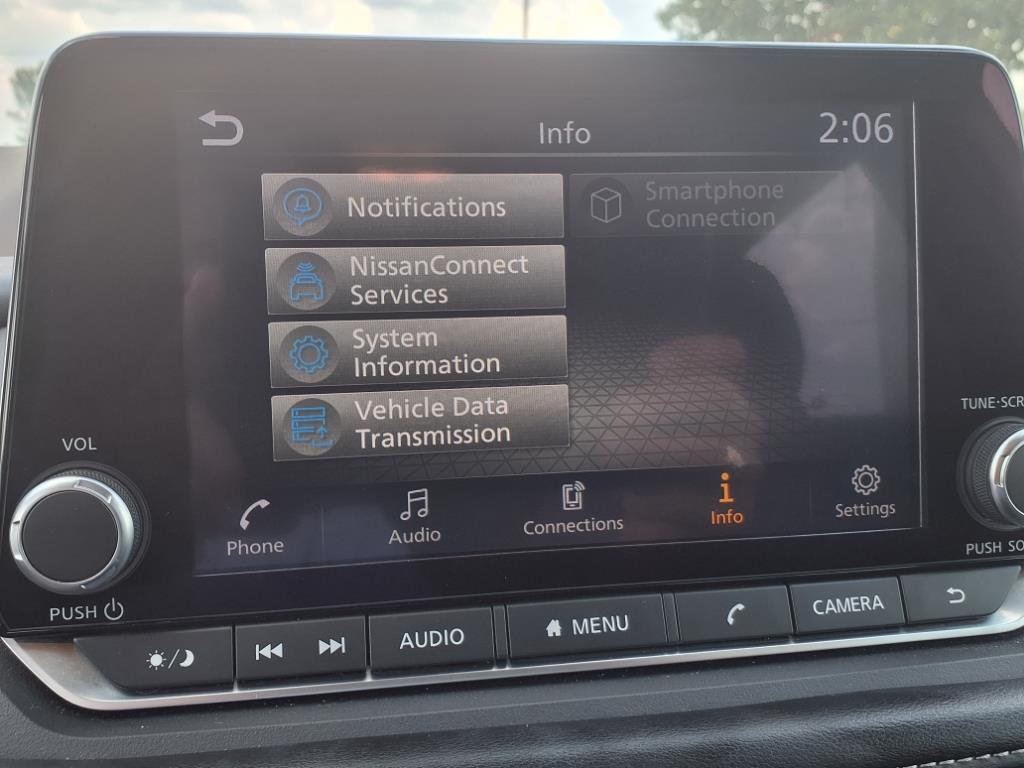 Info
2:06
Notifications
Smartphone
Connection
NissanConnect
Services
System
Information
Vehicle Data
Transmission
VOL
TUNE·SCR
Phone
Audio
Connections
Info
Settings
PUSH
PUSH SO
AUDIO
MENU
CAMERA